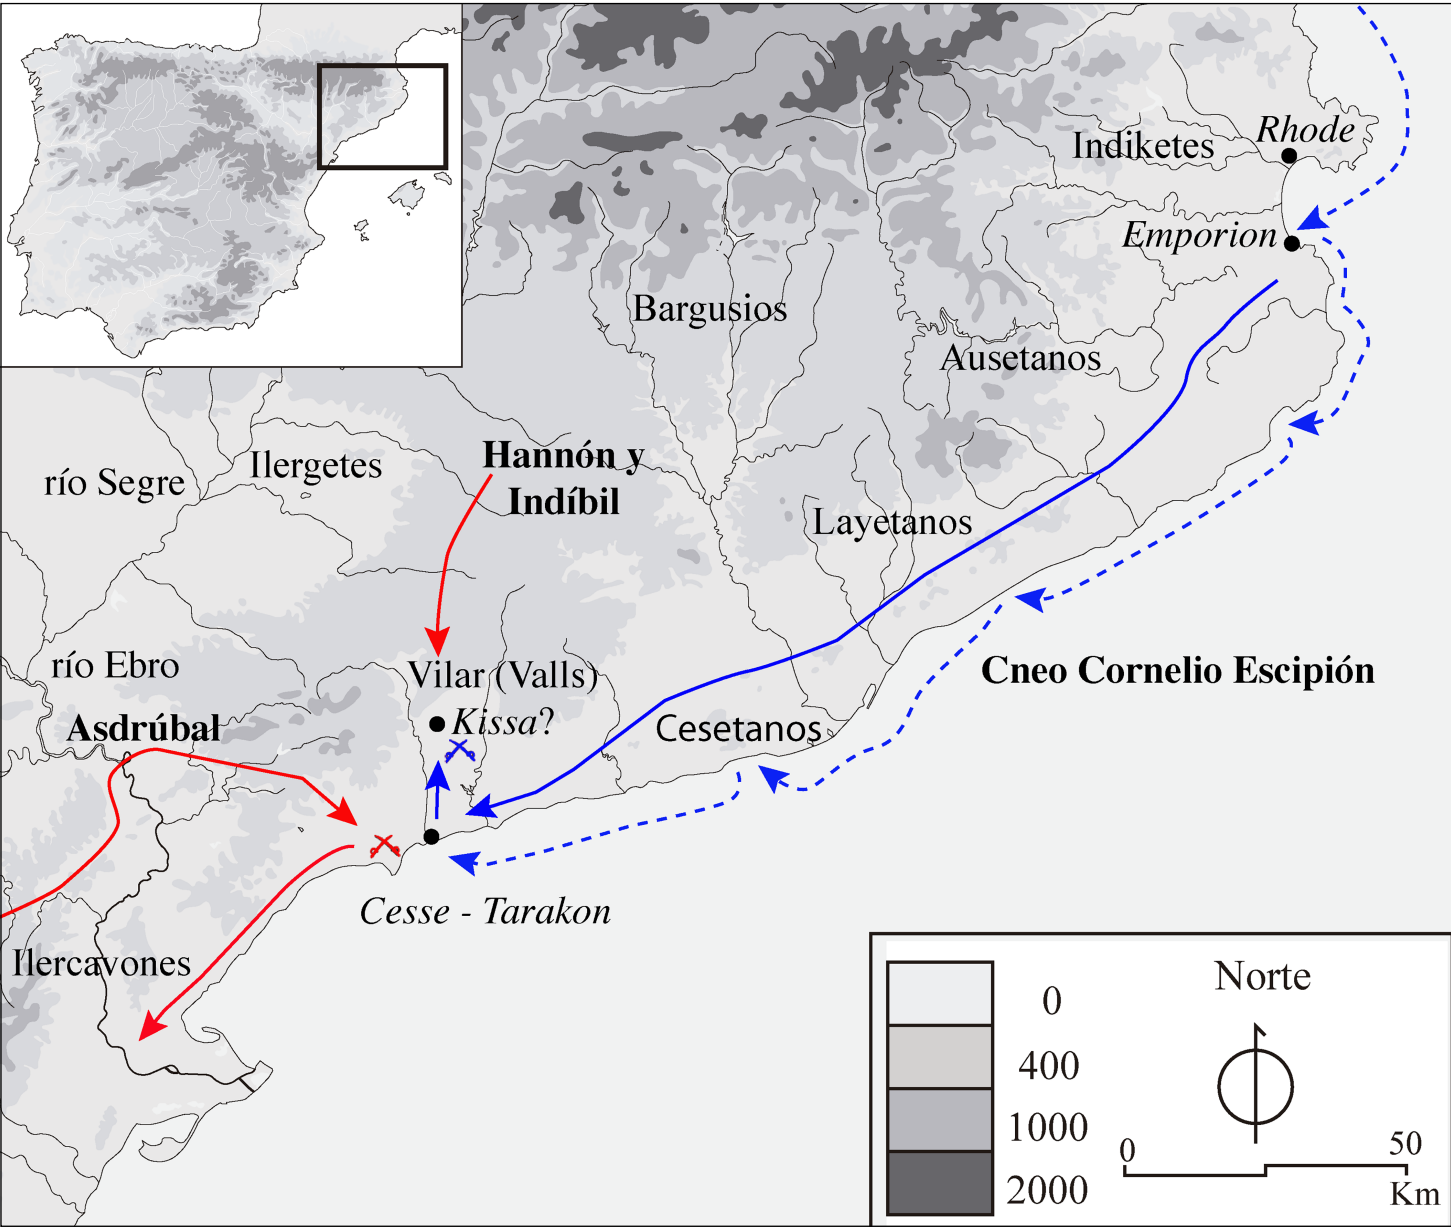 Rhode
Indiketes
Emporion
Bargusios
Ausetanos
Hannón y
Indíbil
Ilergetes
río Segre
Layetanos
río Ebro
Vilar (Valls)
Cneo Cornelio Escipión
Asdrúbal
Kissa?
Cesetanos
Cesse - Tarakon
Ilercavones
0
400
1000
2000
Norte
0
50
Km